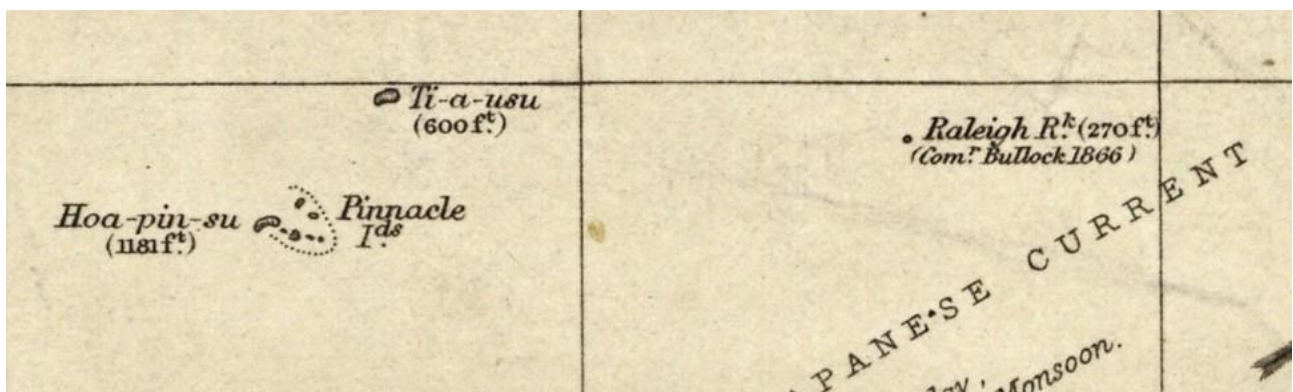 Ti-a-usu
(600 fᵗ.)
Raleigh Rᵏ. (270 fᵗ.)
(Comʳ. Bullock 1866)
Hoa-pin-su
(1181 fᵗ.)
Pinnacle
Iᵈˢ.
PANESE CURRENT
Monsoon.